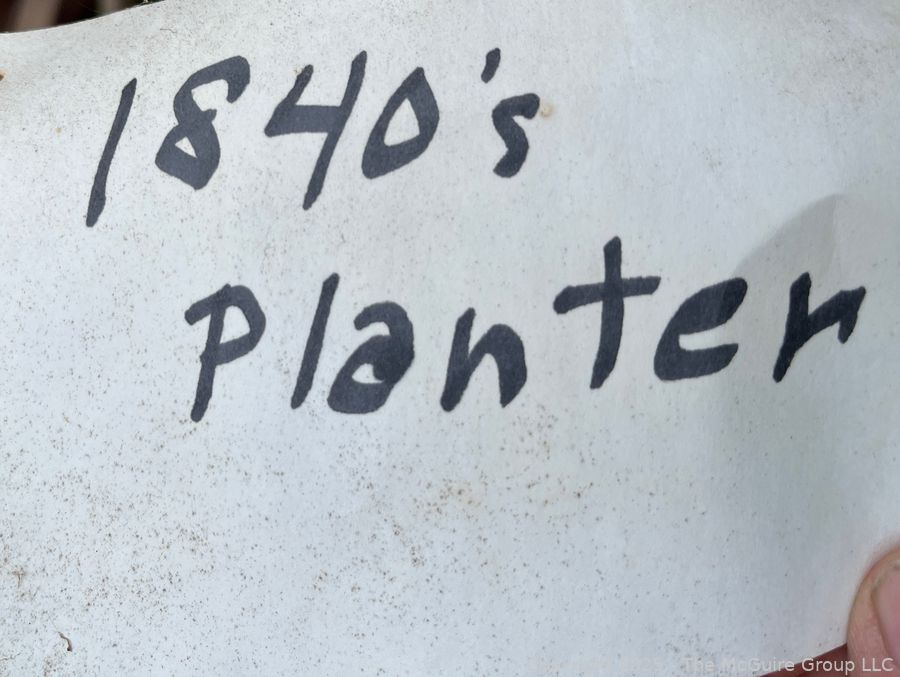 1840's
Planter
The McGuire Group LLC